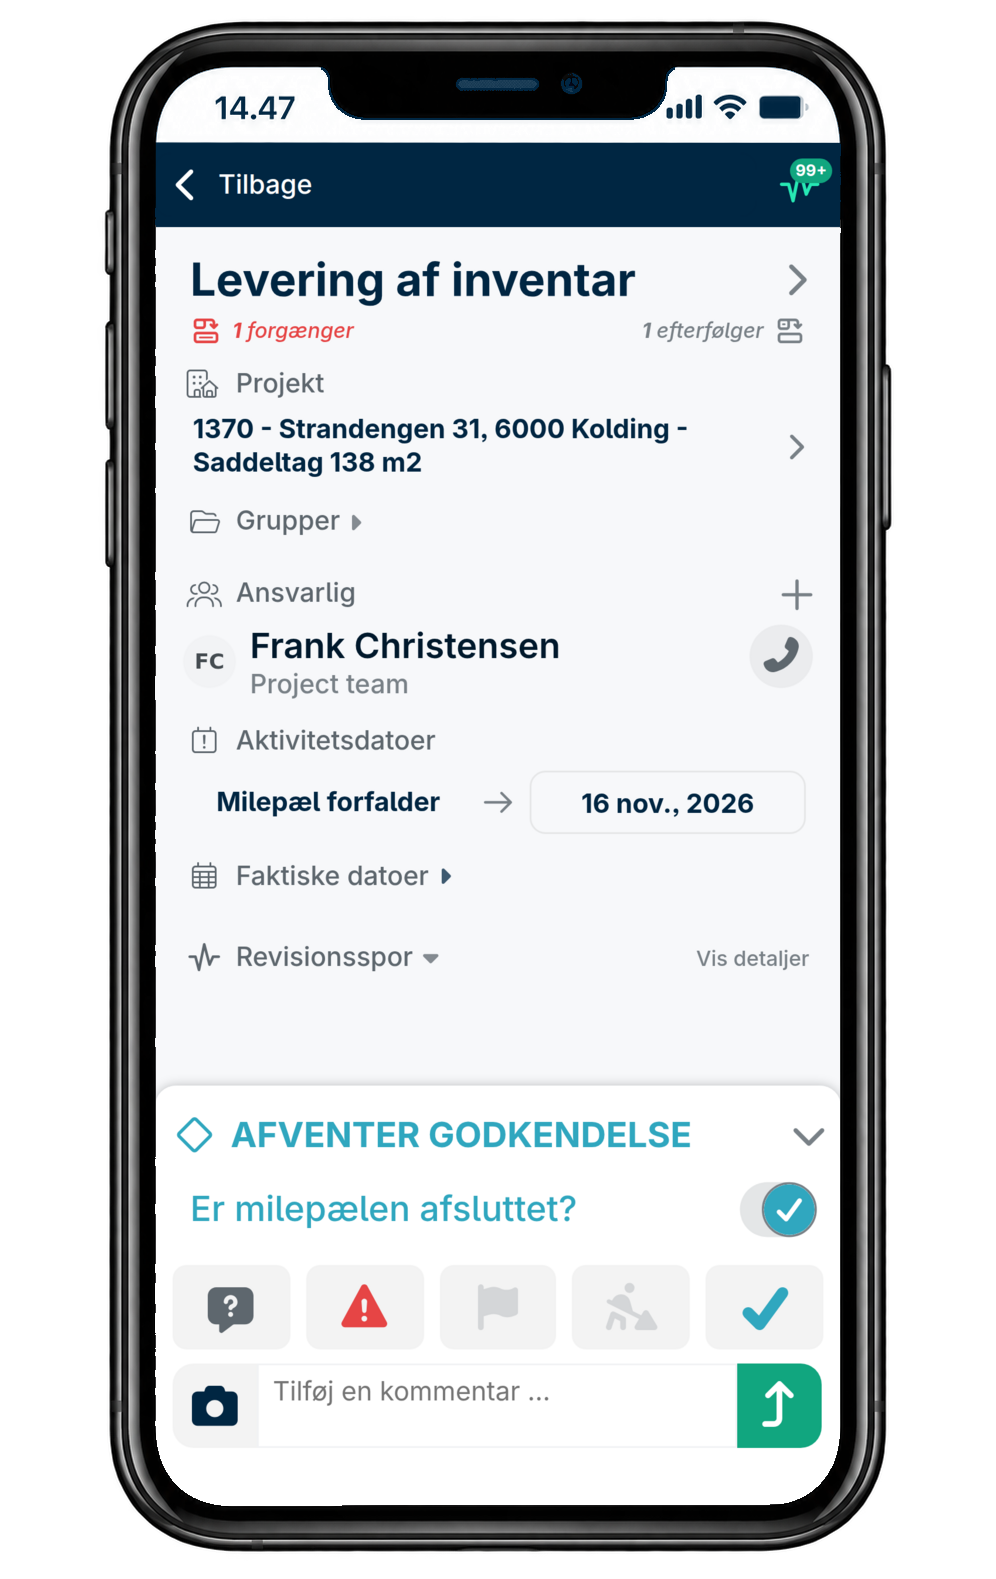 14.47
Tilbage
99+
Levering af inventar
1 forgænger
1 efterfølger
Projekt
1370 - Strandengen 31, 6000 Kolding -
Saddeltag 138 m2
Grupper
Ansvarlig
FC
Frank Christensen
Project team
Aktivitetsdatoer
Milepæl forfalder
16 nov., 2026
Faktiske datoer
Revisionsspor
Vis detaljer
AFVENTER GODKENDELSE
Er milepælen afsluttet?
Tilføj en kommentar ...